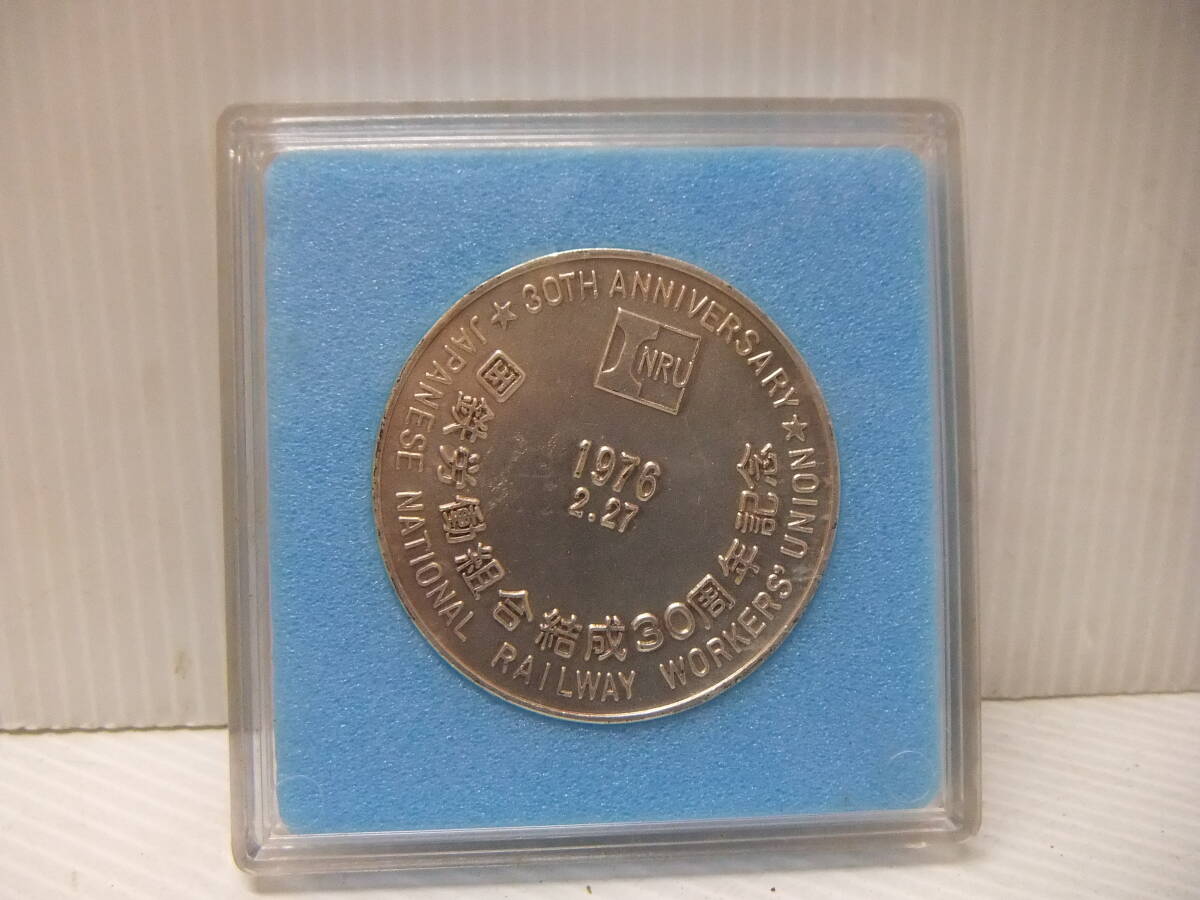 ☆ 30TH ANNIVERSARY ☆
NRU
1976
2.27
国鉄労働組合結成30周年記念
JAPANESE NATIONAL RAILWAY WORKERS' UNION